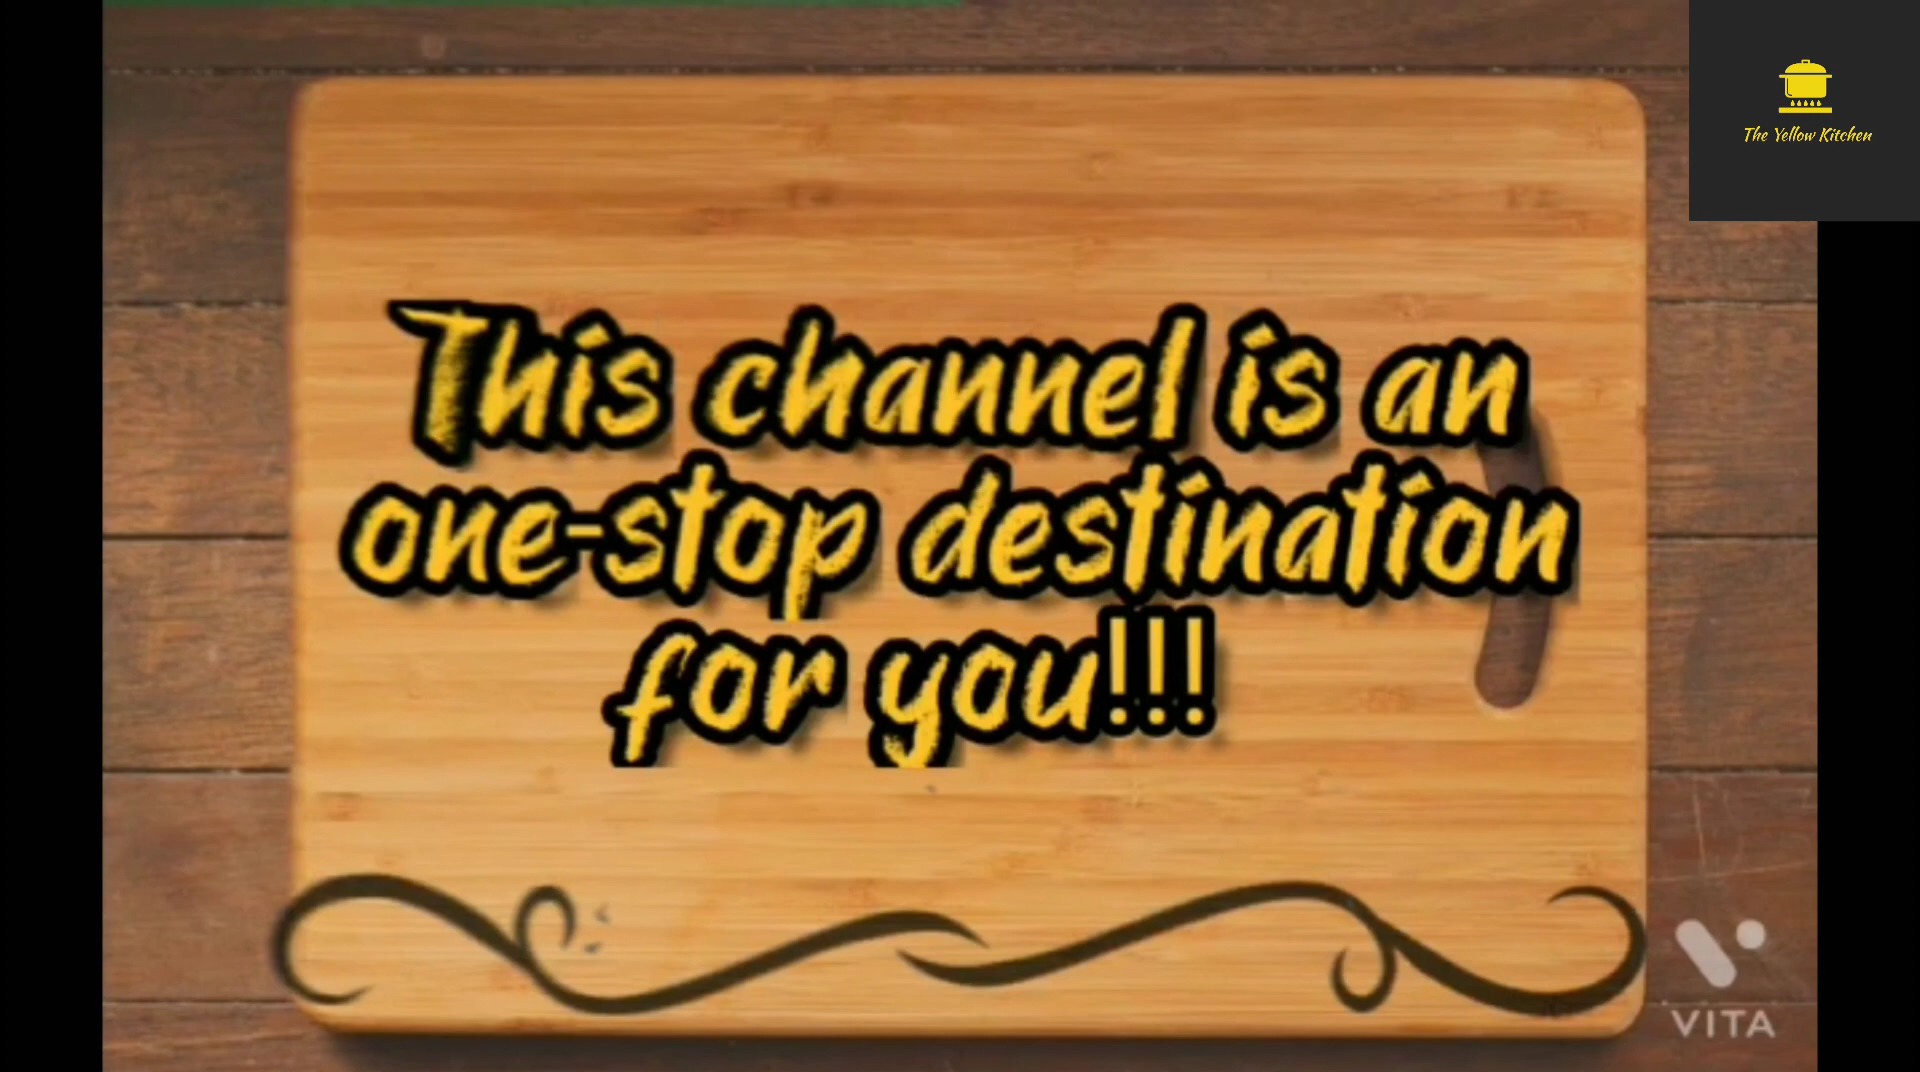 The Yellow Kitchen
This channel is an
one-stop destination
for you!!!
VITA